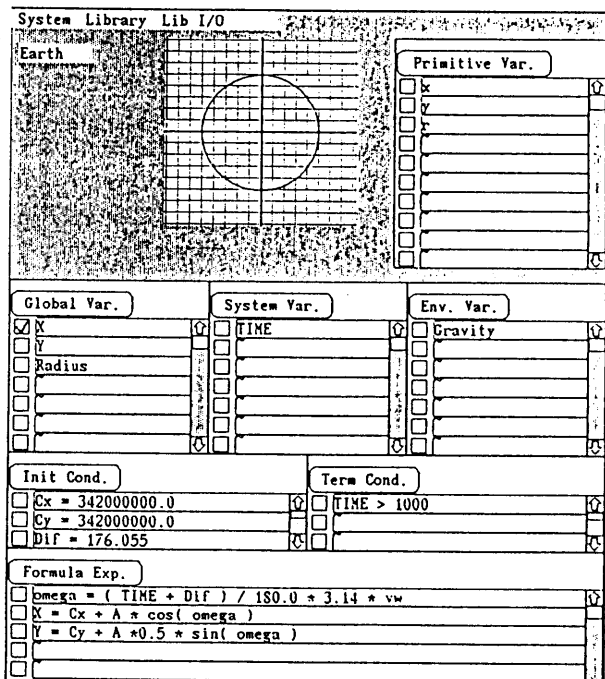 System Library Lib I/O
Earth
Primitive Var.
x
y
r
Global Var.
X
Y
Radius
System Var.
TIME
Env. Var.
Gravity
Init Cond.
Cx = 342000000.0
Cy = 342000000.0
Dif = 176.055
Term Cond.
TIME > 1000
Formula Exp.
omega = ( TIME + Dif ) / 180.0 * 3.14 * vw
X = Cx + A * cos( omega )
Y = Cy + A *0.5 * sin( omega )